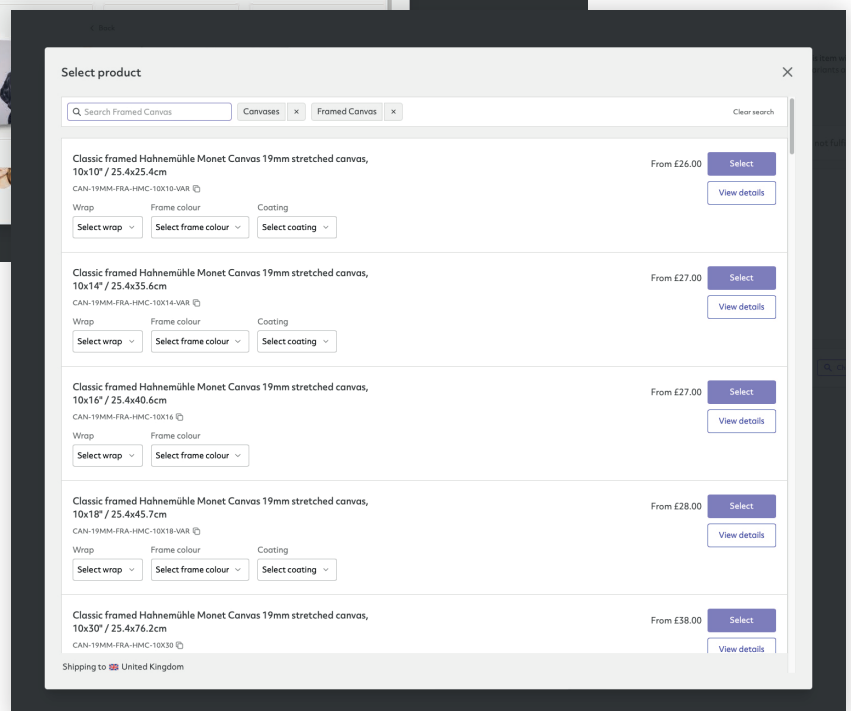 Back
Select product
Search Framed Canvas
Canvases ×
Framed Canvas ×
Clear search
Classic framed Hahnemühle Monet Canvas 19mm stretched canvas,
10x10" / 25.4x25.4cm
From £26.00
Select
CAN-19MM-FRA-HMC-10X10-VAR
View details
Wrap
Frame colour
Coating
Select wrap
Select frame colour
Select coating
Classic framed Hahnemühle Monet Canvas 19mm stretched canvas,
10x14" / 25.4x35.6cm
From £27.00
Select
CAN-19MM-FRA-HMC-10X14-VAR
View details
Wrap
Frame colour
Coating
Select wrap
Select frame colour
Select coating
Classic framed Hahnemühle Monet Canvas 19mm stretched canvas,
10x16" / 25.4x40.6cm
From £27.00
Select
CAN-19MM-FRA-HMC-10X16
View details
Wrap
Frame colour
Select wrap
Select frame colour
Classic framed Hahnemühle Monet Canvas 19mm stretched canvas,
10x18" / 25.4x45.7cm
From £28.00
Select
CAN-19MM-FRA-HMC-10X18-VAR
View details
Wrap
Frame colour
Coating
Select wrap
Select frame colour
Select coating
Classic framed Hahnemühle Monet Canvas 19mm stretched canvas,
10x30" / 25.4x76.2cm
From £38.00
Select
CAN-19MM-FRA-HMC-10X30
View details
Shipping to United Kingdom